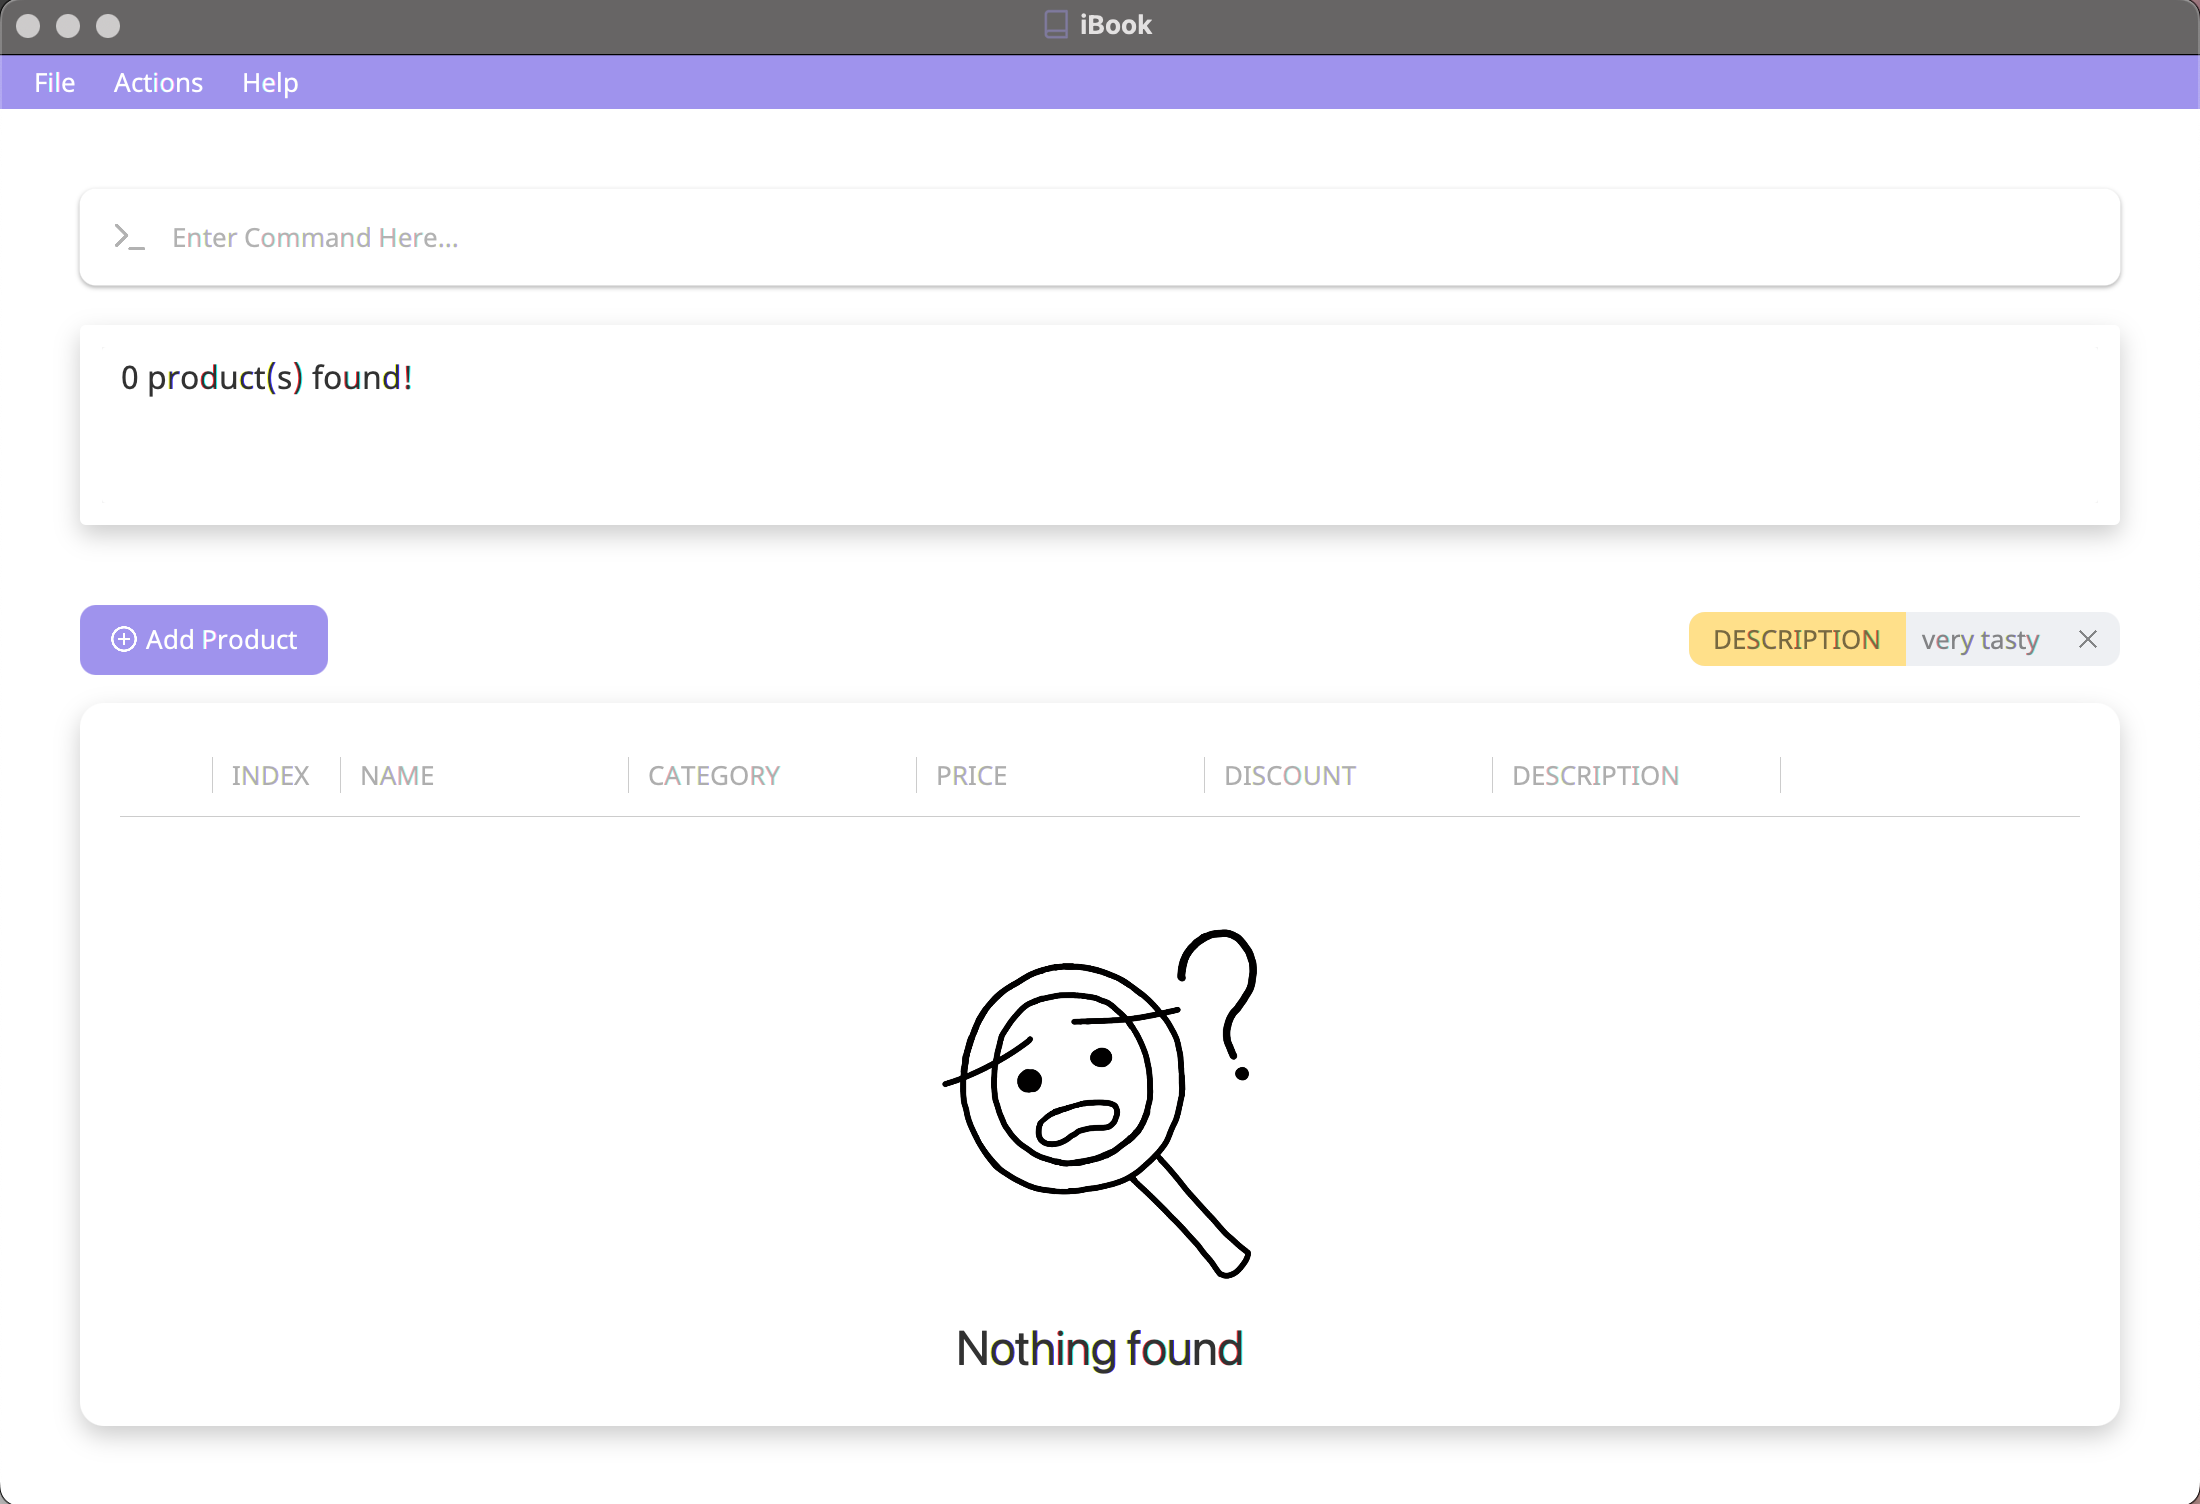 iBook
File Actions Help
Enter Command Here...
0 product(s) found!
Add Product DESCRIPTION very tasty
INDEX NAME CATEGORY PRICE DISCOUNT DESCRIPTION
?
Nothing found